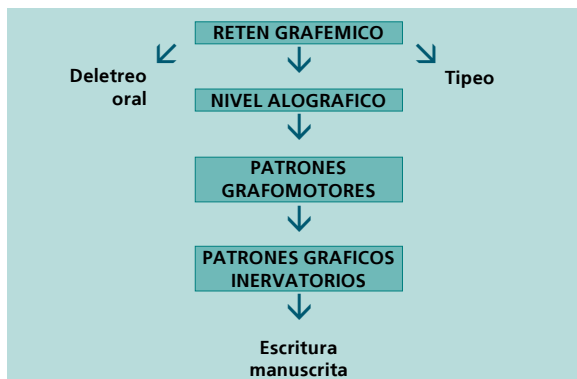 RETEN GRAFEMICO
Deletreo
oral
Tipeo
NIVEL ALOGRAFICO
PATRONES
GRAFOMOTORES
PATRONES GRAFICOS
INERVATORIOS
Escritura
manuscrita